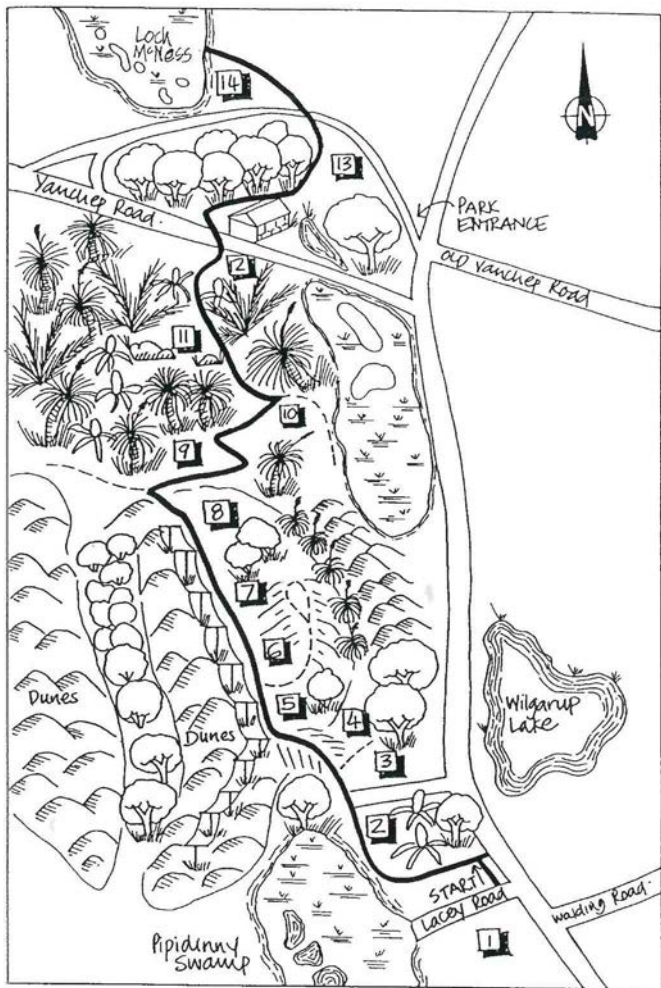 Loch
McNess
14
N
13
Yanchep Road.
PARK
ENTRANCE
Old Yanchep Road
12
11
10
9
8
7
6
5
4
3
Dunes
Dunes
Wilgarup
Lake
2
START
Lacey Road
Walding Road.
1
Pipidinny
Swamp